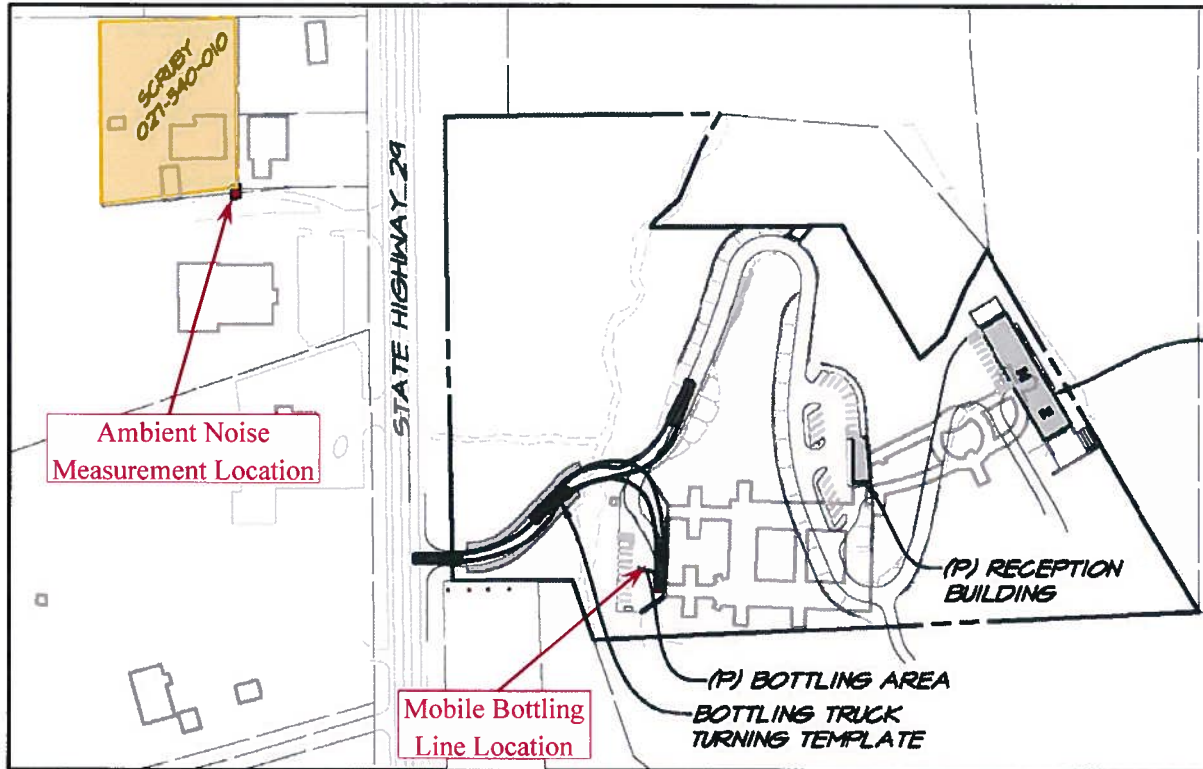 SCRUBY
027-340-010
STATE HIGHWAY 29
Ambient Noise
Measurement Location
(P) RECEPTION
BUILDING
(P) BOTTLING AREA
BOTTLING TRUCK
TURNING TEMPLATE
Mobile Bottling
Line Location